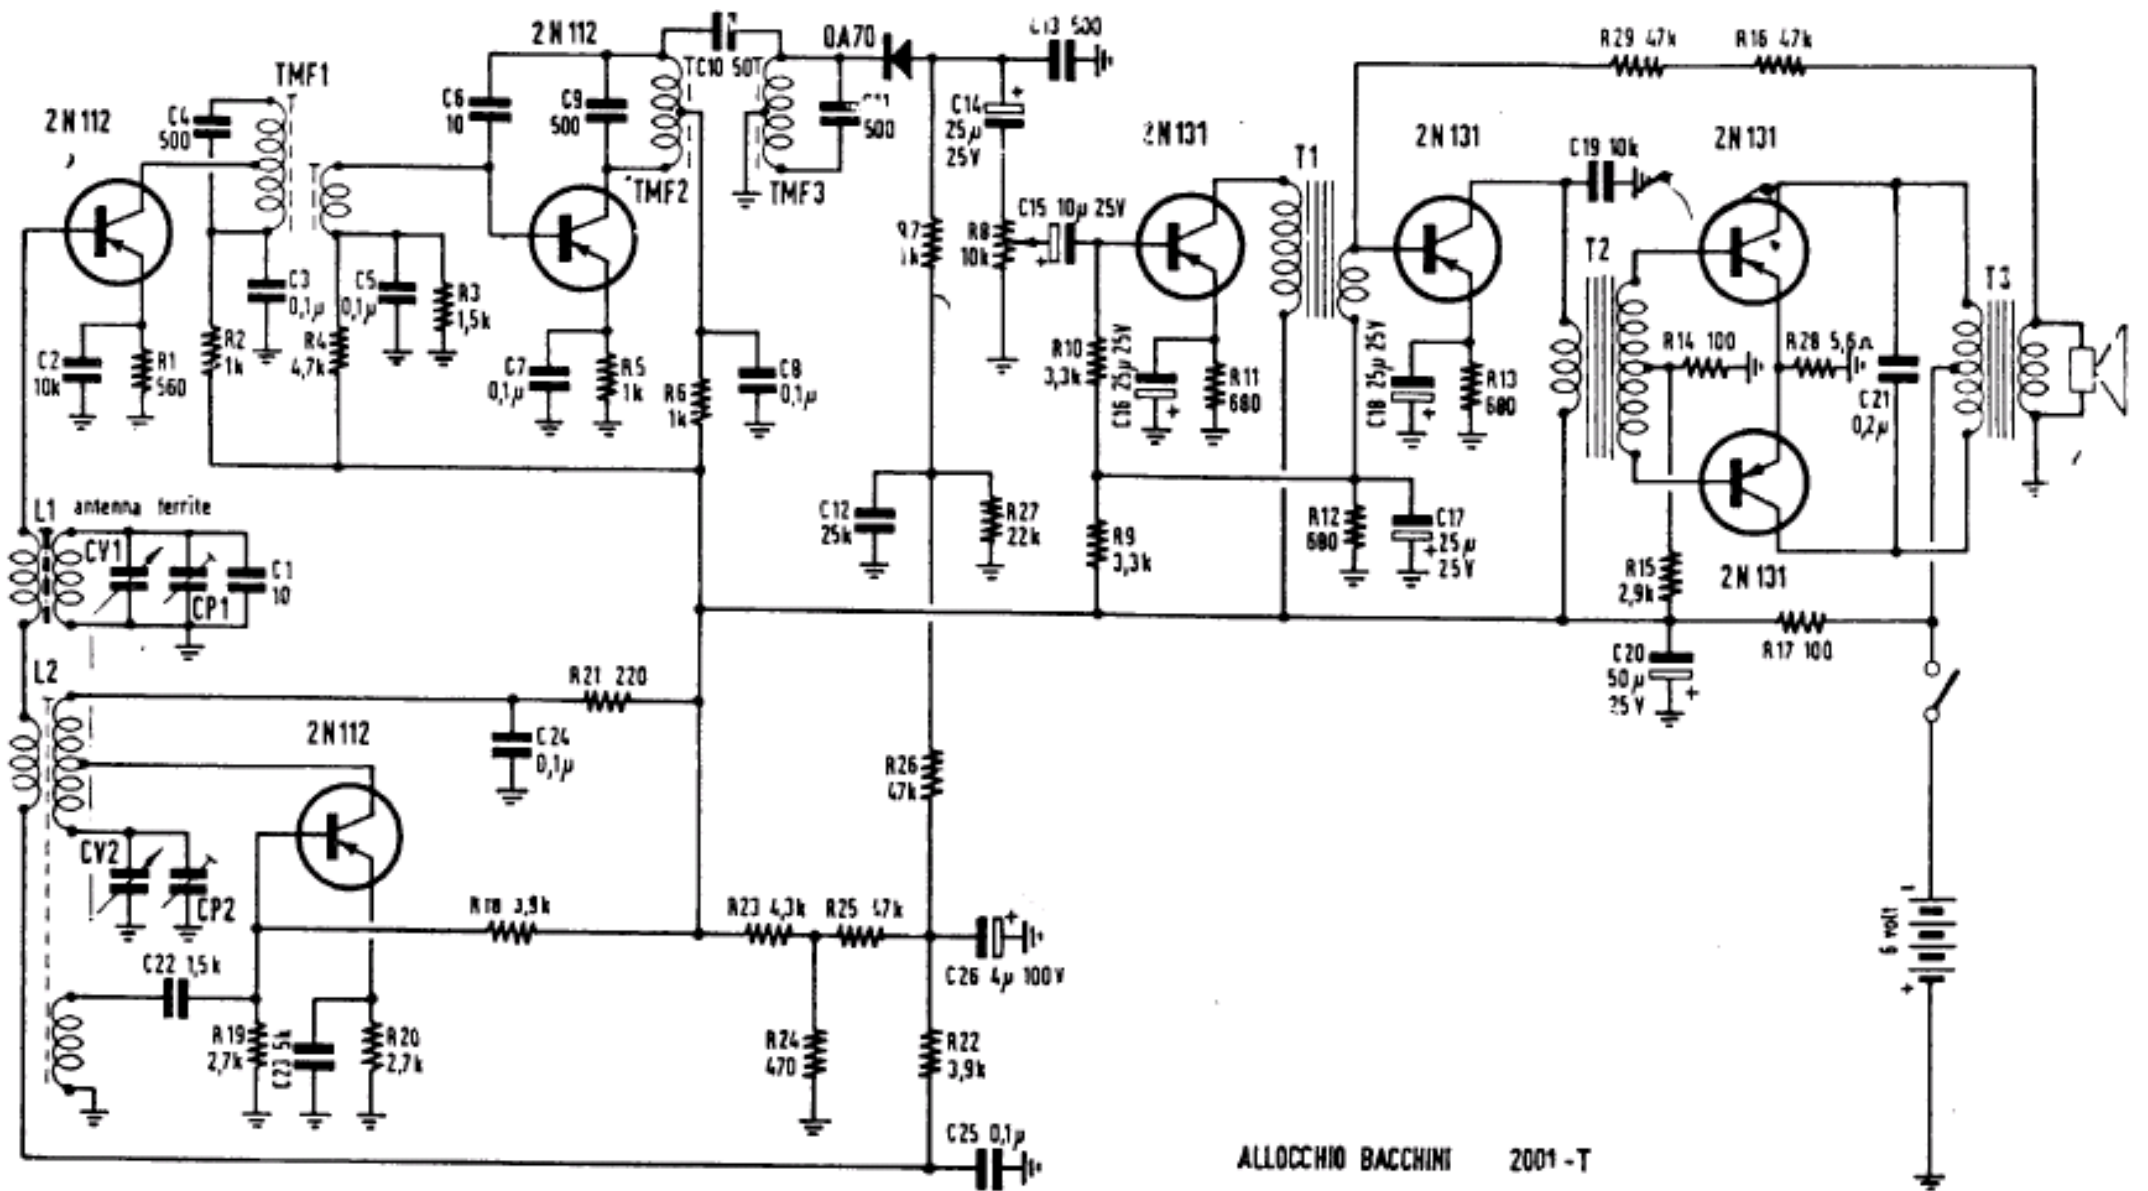 2N112
C4
500
TMF1
C6
10
2N112
C9
500
C10 50
OA70
500
C14
25µ
25V
2N131
T1
R29 47k
R16 47k
2N131
C19 10k
2N131
500
TMF2
TMF3
C3
0,1µ
C5
0,1µ
R3
1,5k
C15 10µ 25V
R8
10k
T2
T3
C2
10k
R1
560
R2
1k
R4
4,7k
C7
0,1µ
R5
1k
R6
1k
C8
0,1µ
R10
3,3k
C16 25µ 25V
R11
680
C18 25µ 25V
R13
680
R14 100
R28 5,6Ω
C21
0,2µ
L1 antenna ferrite
CV1
CP1
C1
10
C12
25k
R27
22k
R9
3,3k
R12
680
C17
25µ
25V
R15
2,9k
2N131
L2
R21 220
C20
50µ
25V
R17 100
2N112
C24
0,1µ
R26
47k
CV2
CP2
R18 3,9k
R23 4,3k
R25 47k
C26 4µ 100V
6 volt
C22 1,5k
R19
2,7k
C23 5k
R20
2,7k
R24
470
R22
3,9k
C25 0,1µ
ALLOCCHIO BACCHINI 2001-T